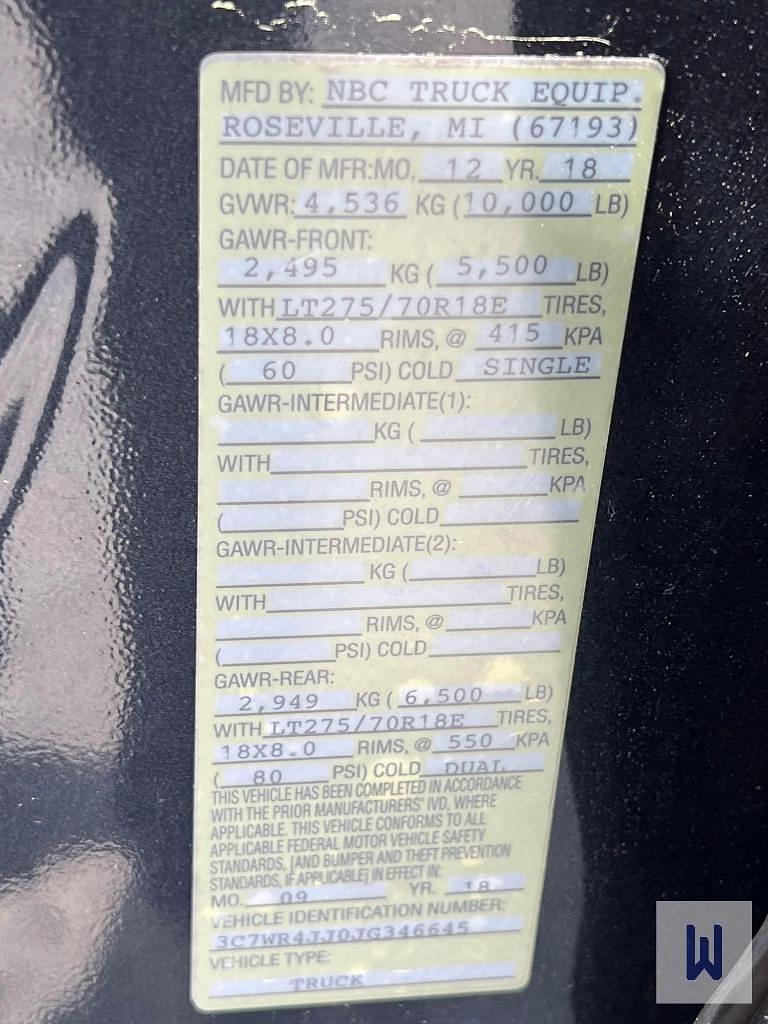 MFD BY: NBC TRUCK EQUIP.
ROSEVILLE, MI (67193)
DATE OF MFR:MO. 12 YR. 18
GVWR: 4,536 KG (10,000 LB)
GAWR-FRONT:
2,495 KG ( 5,500 LB)
WITH LT275/70R18E TIRES,
18X8.0 RIMS, @ 415 KPA
( 60 PSI) COLD SINGLE
GAWR-INTERMEDIATE(1):
KG ( LB)
WITH TIRES,
RIMS, @ KPA
( PSI) COLD
GAWR-INTERMEDIATE(2):
KG ( LB)
WITH TIRES,
RIMS, @ KPA
( PSI) COLD
GAWR-REAR:
2,949 KG ( 6,500 LB)
WITH LT275/70R18E TIRES,
18X8.0 RIMS, @ 550 KPA
( 80 PSI) COLD DUAL
THIS VEHICLE HAS BEEN COMPLETED IN ACCORDANCE
WITH THE PRIOR MANUFACTURERS' IVD, WHERE
APPLICABLE. THIS VEHICLE CONFORMS TO ALL
APPLICABLE FEDERAL MOTOR VEHICLE SAFETY
STANDARDS, [AND BUMPER AND THEFT PREVENTION
STANDARDS, IF APPLICABLE] IN EFFECT IN:
MO. 09 YR. 18
VEHICLE IDENTIFICATION NUMBER:
3C7WR4JJ0JG346645
VEHICLE TYPE:
TRUCK
W